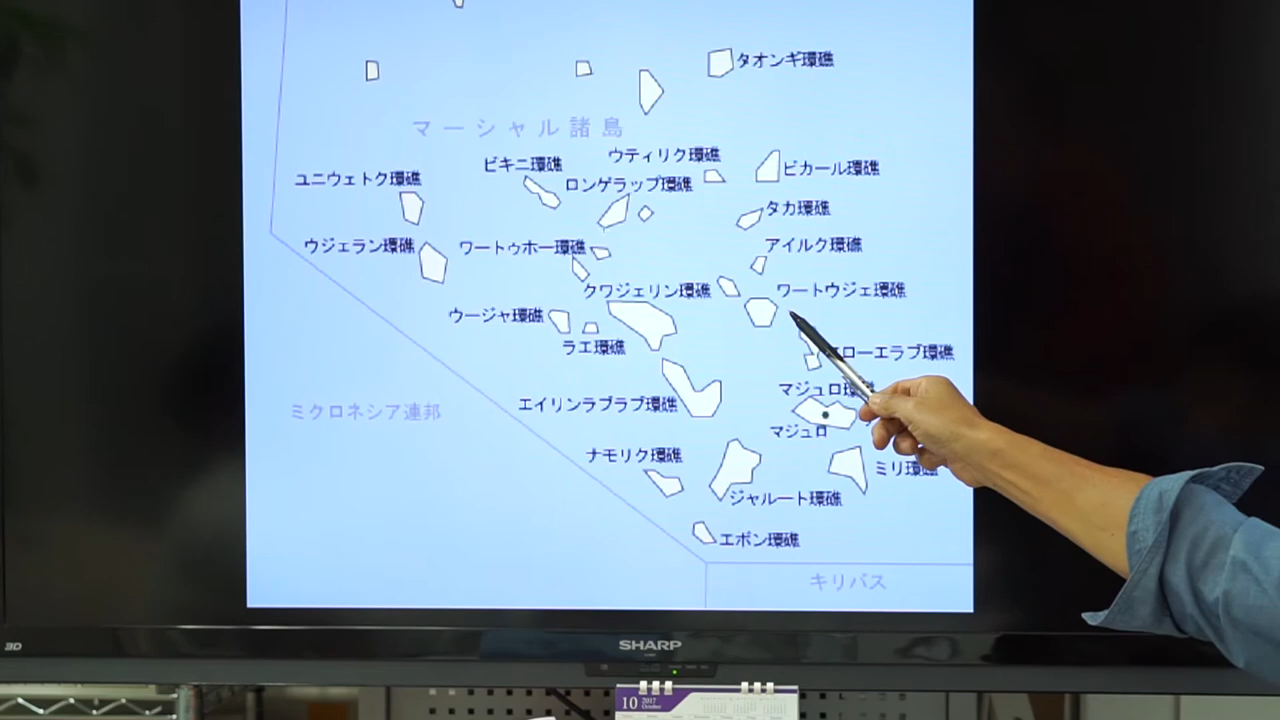 タオンギ環礁
マーシャル諸島
ウティリク環礁
ビキニ環礁
ビカール環礁
ユニウェトク環礁
ロンゲラップ環礁
タカ環礁
ウジェラン環礁
ワートゥホー環礁
アイルク環礁
クワジェリン環礁
ワートウジェ環礁
ウージャ環礁
ラエ環礁
ローエラブ環礁
マジュロ環礁
エイリンラプラプ環礁
ミクロネシア連邦
マジュロ
ナモリク環礁
ミリ環礁
ジャルート環礁
エボン環礁
キリバス
3D
SHARP
10
2017
October